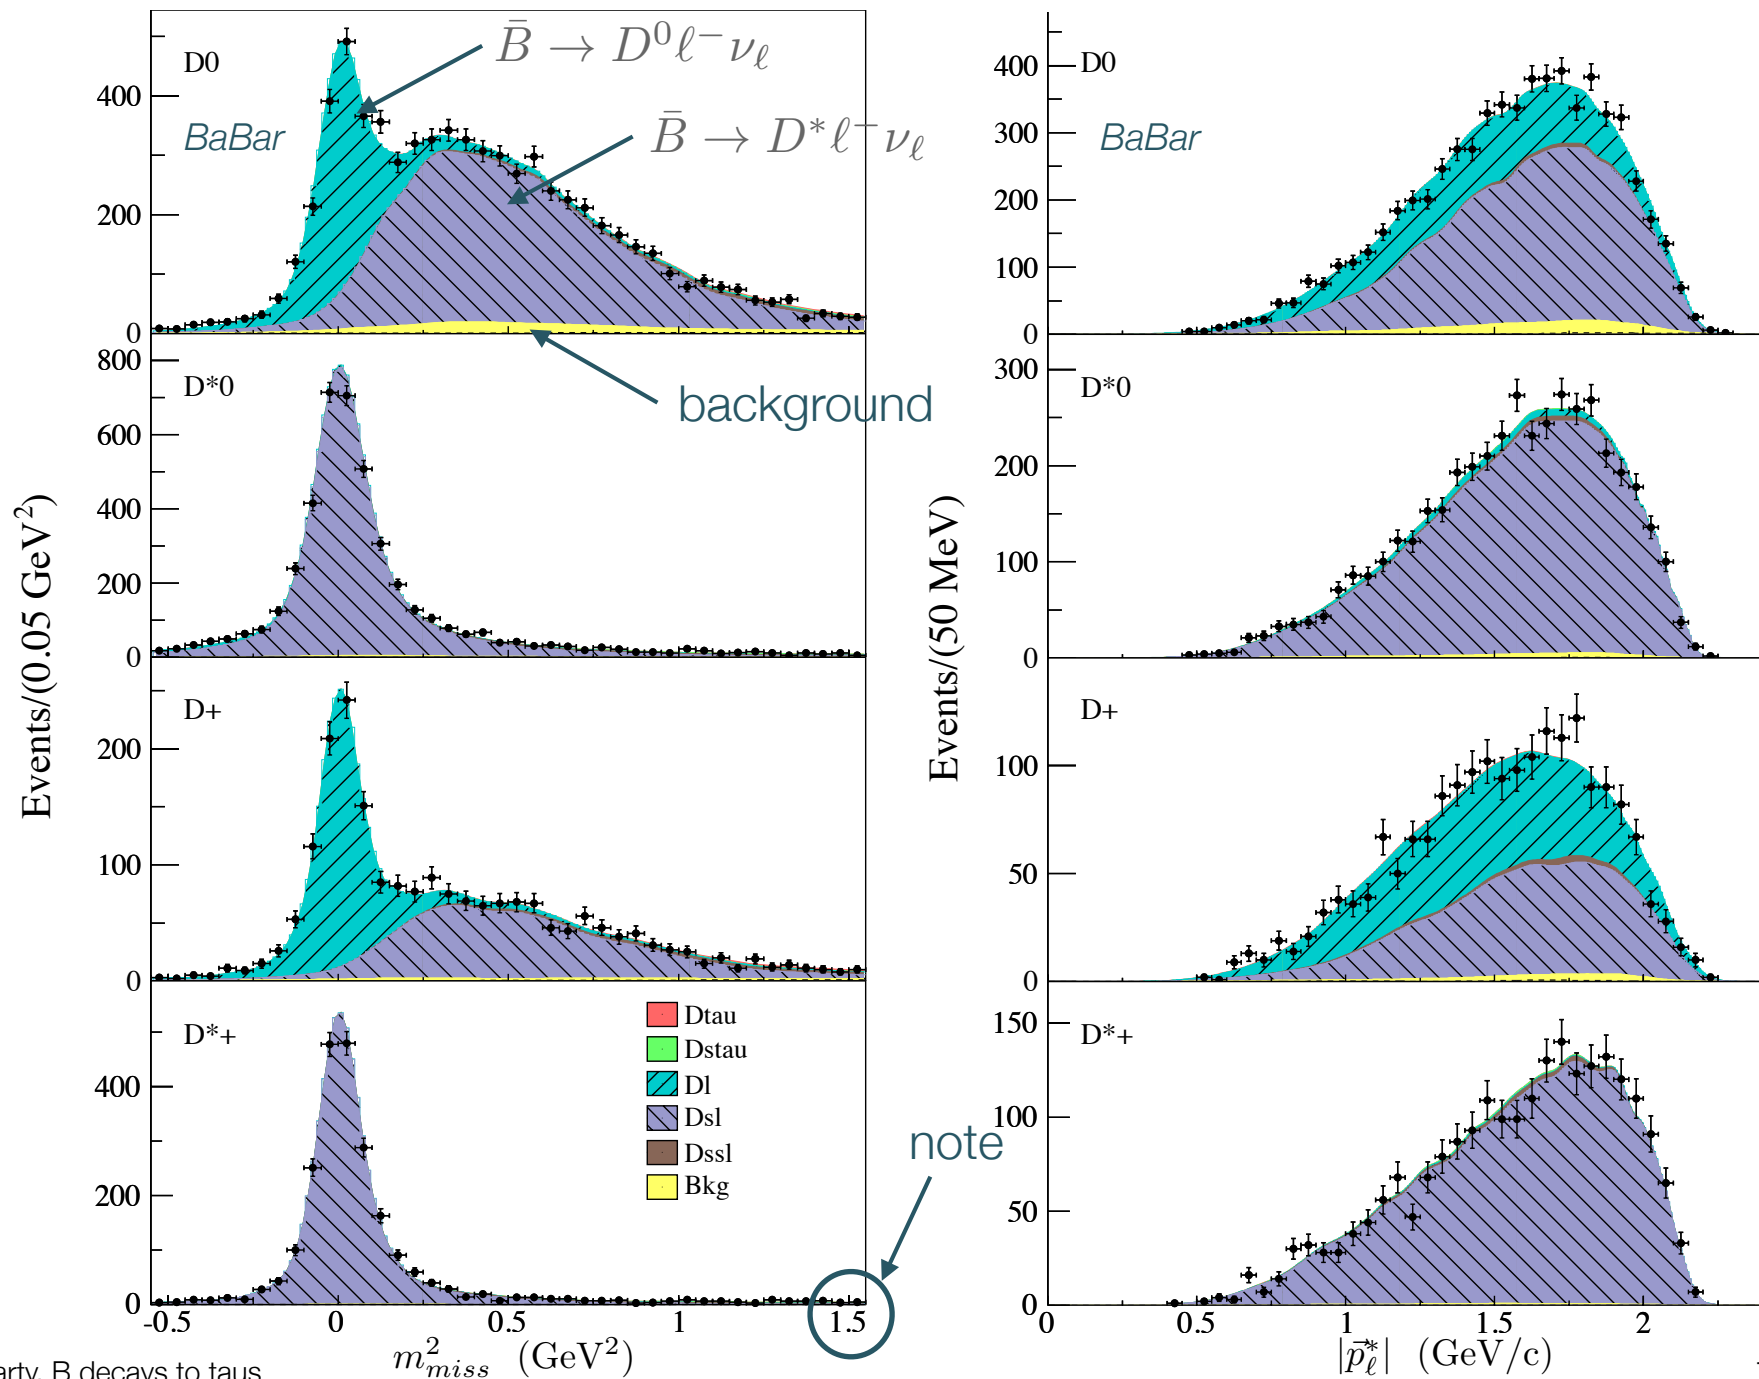 D0
BaBar
B̄ → D⁰ℓ⁻ν_ℓ
B̄ → D*ℓ⁻ν_ℓ
400
200
0
background
D*0
800
600
400
200
0
D+
200
100
0
D*+
400
200
0
Dtau
Dstau
Dl
Dsl
Dssl
Bkg
-0.5 0 0.5 1 1.5
m²_miss (GeV²)
Events/(0.05 GeV²)
note
D0
BaBar
400
300
200
100
0
D*0
300
200
100
0
D+
100
50
0
D*+
150
100
50
0
0 0.5 1 1.5 2
|p⃗*_ℓ| (GeV/c)
Events/(50 MeV)
arty, B decays to taus